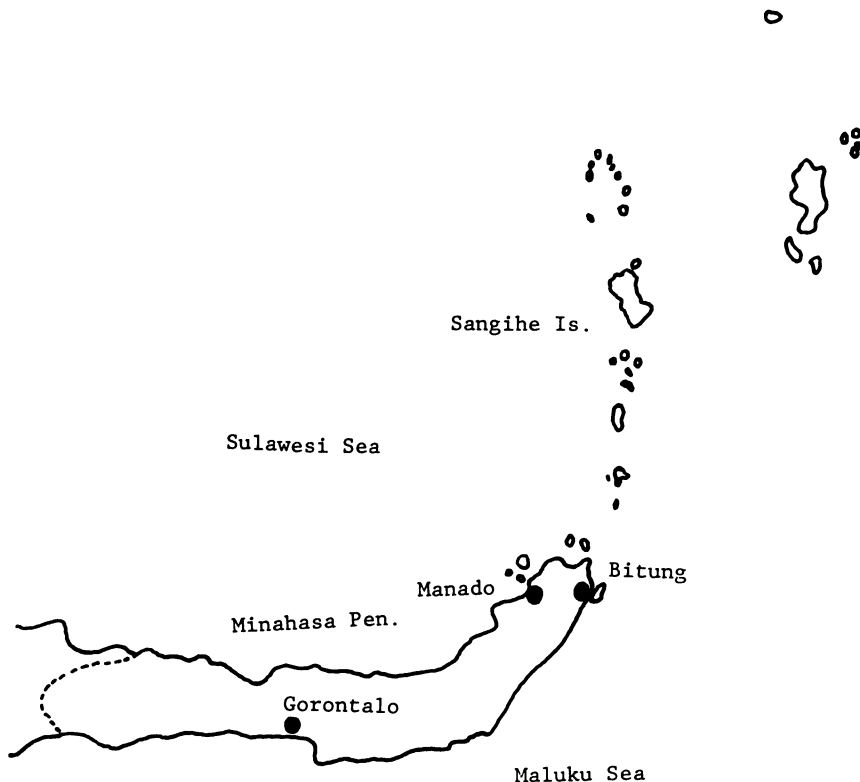 Sangihe Is.
Sulawesi Sea
Bitung
Manado
Minahasa Pen.
Gorontalo
Maluku Sea